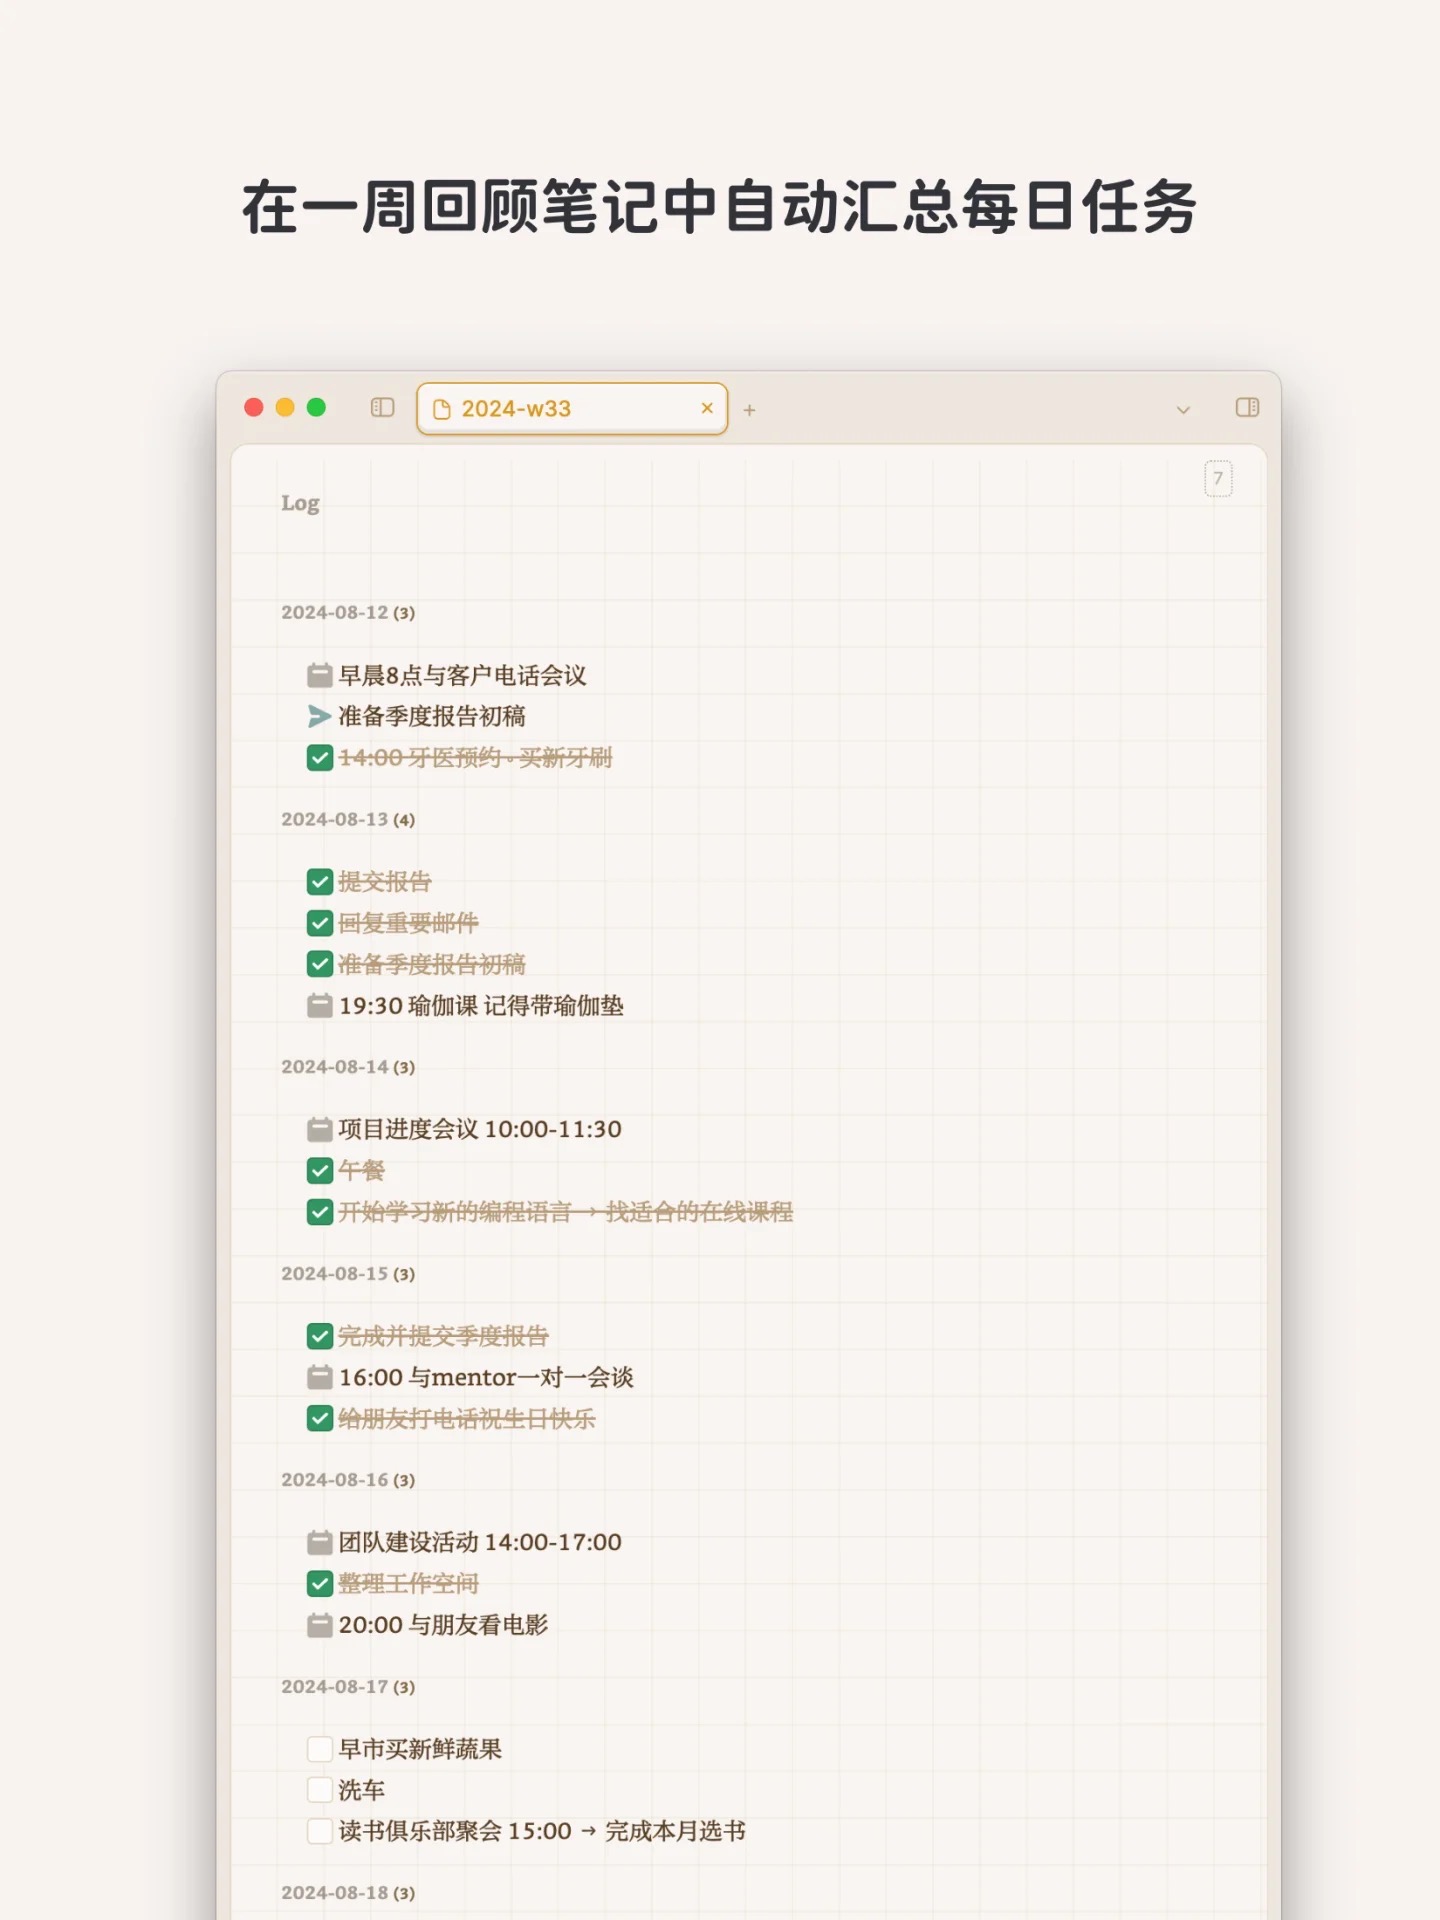 在一周回顾笔记中自动汇总每日任务
2024-w33
7
Log
2024-08-12 (3)
早晨8点与客户电话会议
准备季度报告初稿
14:00 牙医预约。买新牙刷
2024-08-13 (4)
提交报告
回复重要邮件
准备季度报告初稿
19:30 瑜伽课 记得带瑜伽垫
2024-08-14 (3)
项目进度会议 10:00-11:30
午餐
开始学习新的编程语言 → 找适合的在线课程
2024-08-15 (3)
完成并提交季度报告
16:00 与mentor一对一会谈
给朋友打电话祝生日快乐
2024-08-16 (3)
团队建设活动 14:00-17:00
整理工作空间
20:00 与朋友看电影
2024-08-17 (3)
早市买新鲜蔬果
洗车
读书俱乐部聚会 15:00 → 完成本月选书
2024-08-18 (3)